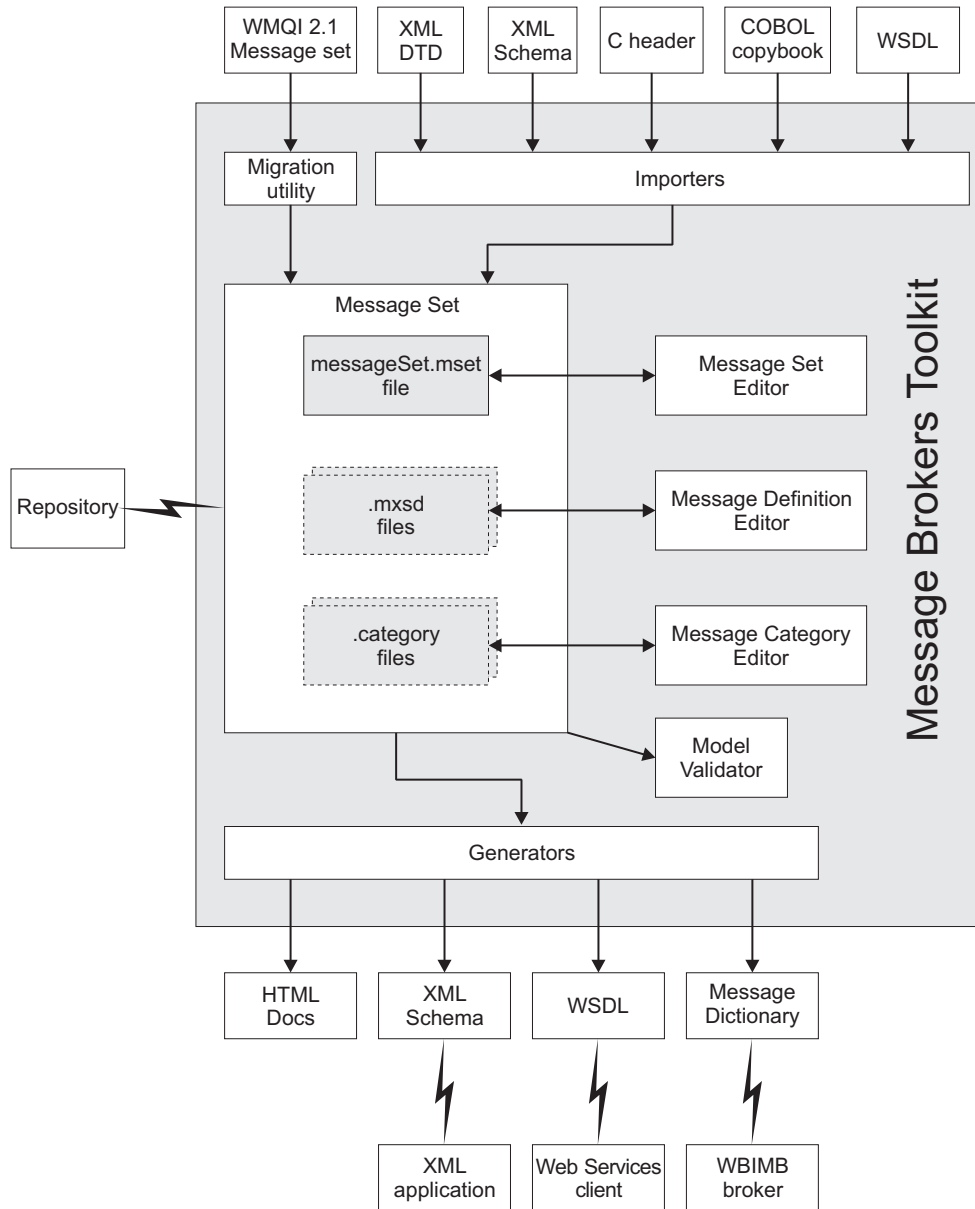 WMQI 2.1
Message set
XML
DTD
XML
Schema
C header
COBOL
copybook
WSDL
Migration
utility
Importers
Message Set
messageSet.mset
file
Message Set
Editor
Repository
.mxsd
files
Message Definition
Editor
.category
files
Message Category
Editor
Model
Validator
Message Brokers Toolkit
Generators
HTML
Docs
XML
Schema
WSDL
Message
Dictionary
XML
application
Web Services
client
WBIMB
broker